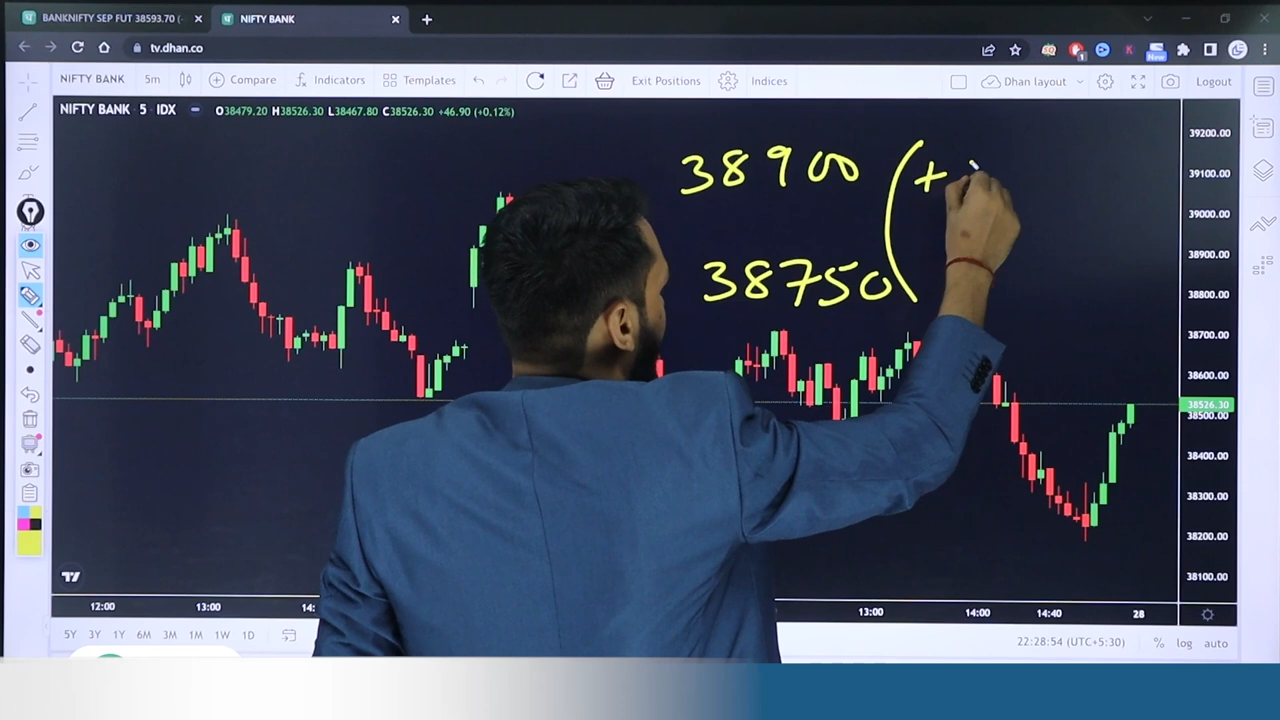 BANKNIFTY SEP FUT 38593.70 (-
NIFTY BANK
tv.dhan.co
New
1
NIFTY BANK 5m Compare Indicators Templates Exit Positions Indices Dhan layout Logout
NIFTY BANK 5 IDX O38479.20 H38526.30 L38467.80 C38526.30 +46.90 (+0.12%)
38900 (+
38750
39200.00
39100.00
39000.00
38900.00
38800.00
38700.00
38600.00
38526.30
38500.00
38400.00
38300.00
38200.00
38100.00
12:00 13:00 14: 13:00 14:00 14:40 28
5Y 3Y 1Y 6M 3M 1M 1W 1D 22:28:54 (UTC+5:30) % log auto